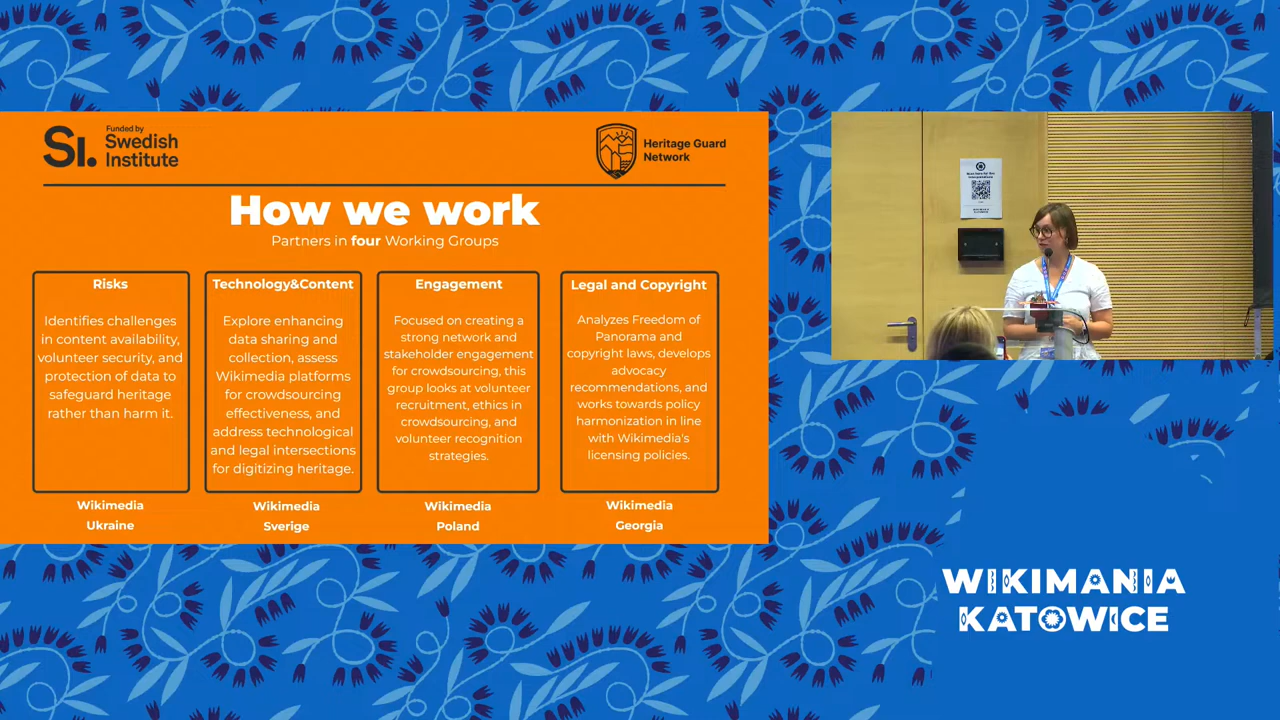 SI.
Funded by
Swedish
Institute
Heritage Guard
Network
How we work
Partners in four Working Groups
Risks
Identifies challenges
in content availability,
volunteer security, and
protection of data to
safeguard heritage
rather than harm it.
Wikimedia
Ukraine
Technology&Content
Explore enhancing
data sharing and
collection, assess
Wikimedia platforms
for crowdsourcing
effectiveness, and
address technological
and legal intersections
for digitizing heritage.
Wikimedia
Sverige
Engagement
Focused on creating a
strong network and
stakeholder engagement
for crowdsourcing, this
group looks at volunteer
recruitment, ethics in
crowdsourcing, and
volunteer recognition
strategies.
Wikimedia
Poland
Legal and Copyright
Analyzes Freedom of
Panorama and
copyright laws, develops
advocacy
recommendations, and
works towards policy
harmonization in line
with Wikimedia's
licensing policies.
Wikimedia
Georgia
WIKIMANIA
KATOWICE